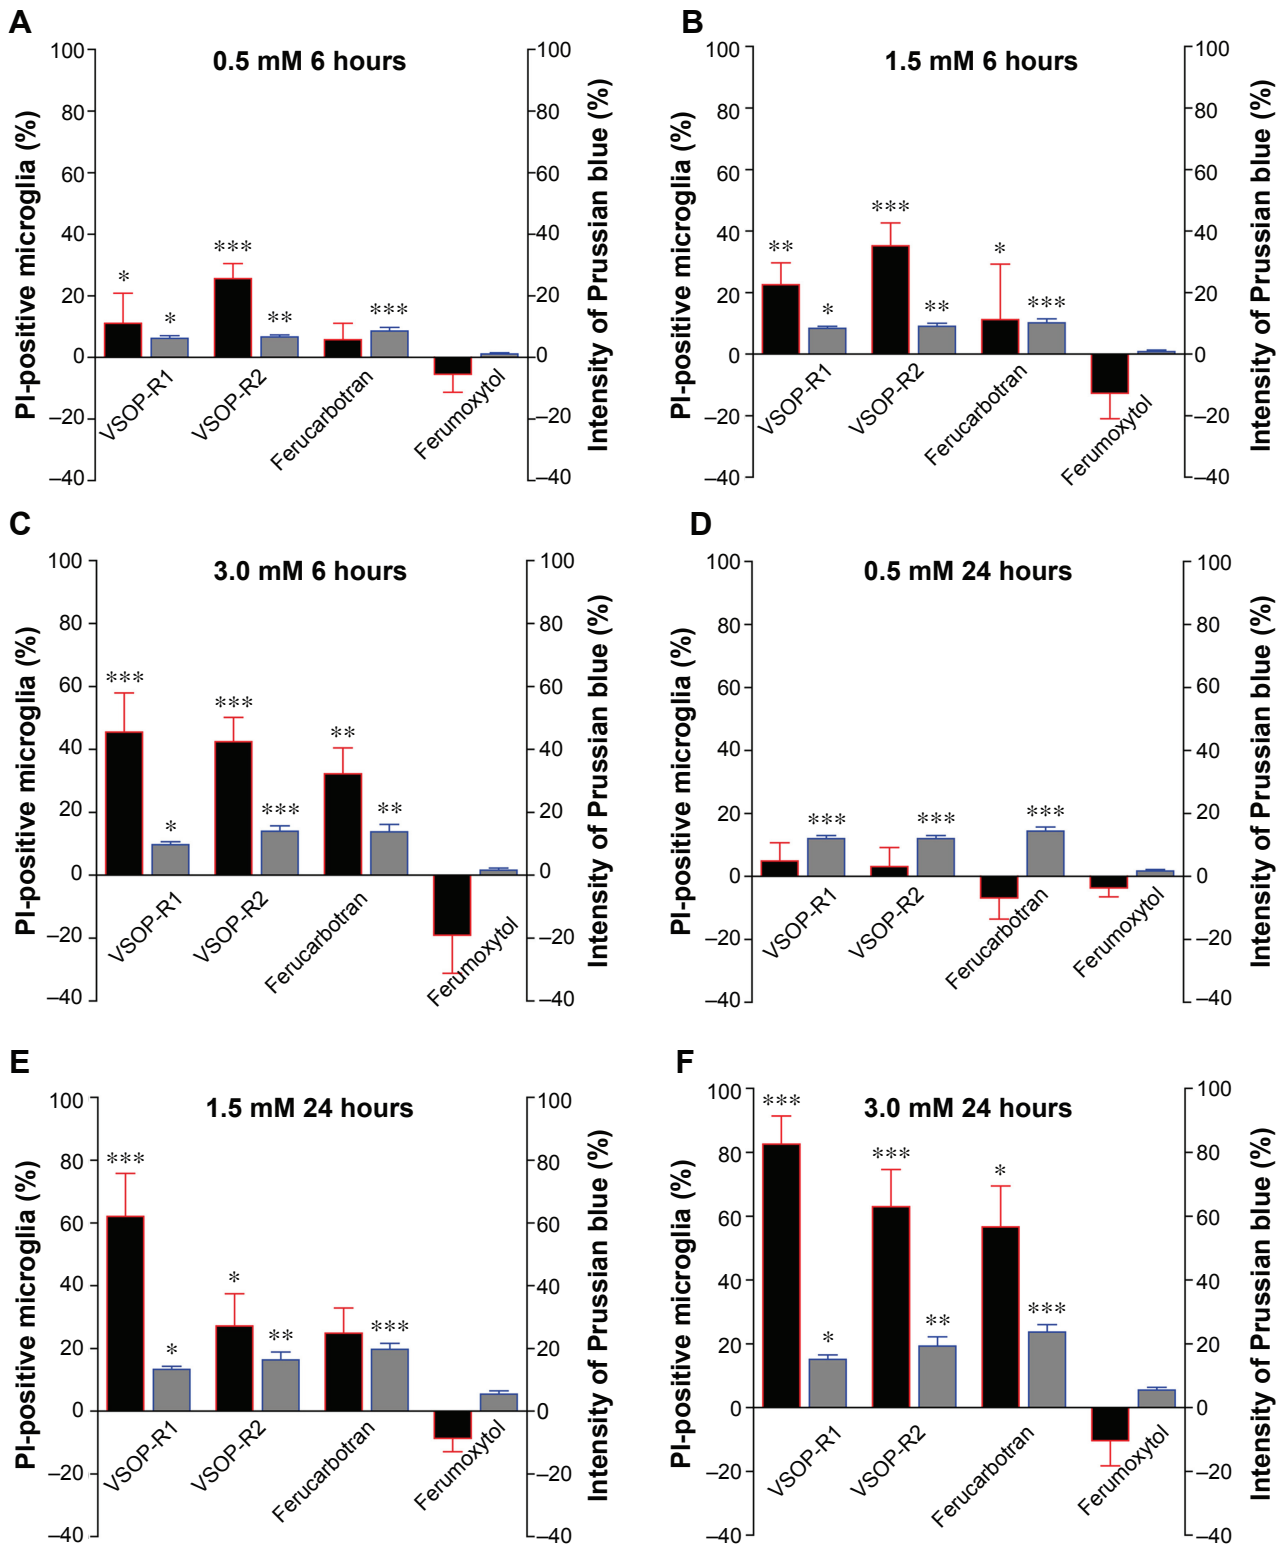 A
0.5 mM 6 hours
PI-positive microglia (%)
100
80
60
40
20
0
–20
–40
*
*
***
**
***
VSOP-R1
VSOP-R2
Ferucarbotran
Ferumoxytol
100
80
60
40
20
0
–20
–40
Intensity of Prussian blue (%)
B
1.5 mM 6 hours
PI-positive microglia (%)
100
80
60
40
20
0
–20
–40
**
*
***
**
*
***
VSOP-R1
VSOP-R2
Ferucarbotran
Ferumoxytol
100
80
60
40
20
0
–20
–40
Intensity of Prussian blue (%)
C
3.0 mM 6 hours
PI-positive microglia (%)
100
80
60
40
20
0
–20
–40
***
*
***
***
**
**
VSOP-R1
VSOP-R2
Ferucarbotran
Ferumoxytol
100
80
60
40
20
0
–20
–40
Intensity of Prussian blue (%)
D
0.5 mM 24 hours
PI-positive microglia (%)
100
80
60
40
20
0
–20
–40
***
***
***
VSOP-R1
VSOP-R2
Ferucarbotran
Ferumoxytol
100
80
60
40
20
0
–20
–40
Intensity of Prussian blue (%)
E
1.5 mM 24 hours
PI-positive microglia (%)
100
80
60
40
20
0
–20
–40
***
*
*
**
***
VSOP-R1
VSOP-R2
Ferucarbotran
Ferumoxytol
100
80
60
40
20
0
–20
–40
Intensity of Prussian blue (%)
F
3.0 mM 24 hours
PI-positive microglia (%)
100
80
60
40
20
0
–20
–40
***
*
***
**
*
***
VSOP-R1
VSOP-R2
Ferucarbotran
Ferumoxytol
100
80
60
40
20
0
–20
–40
Intensity of Prussian blue (%)